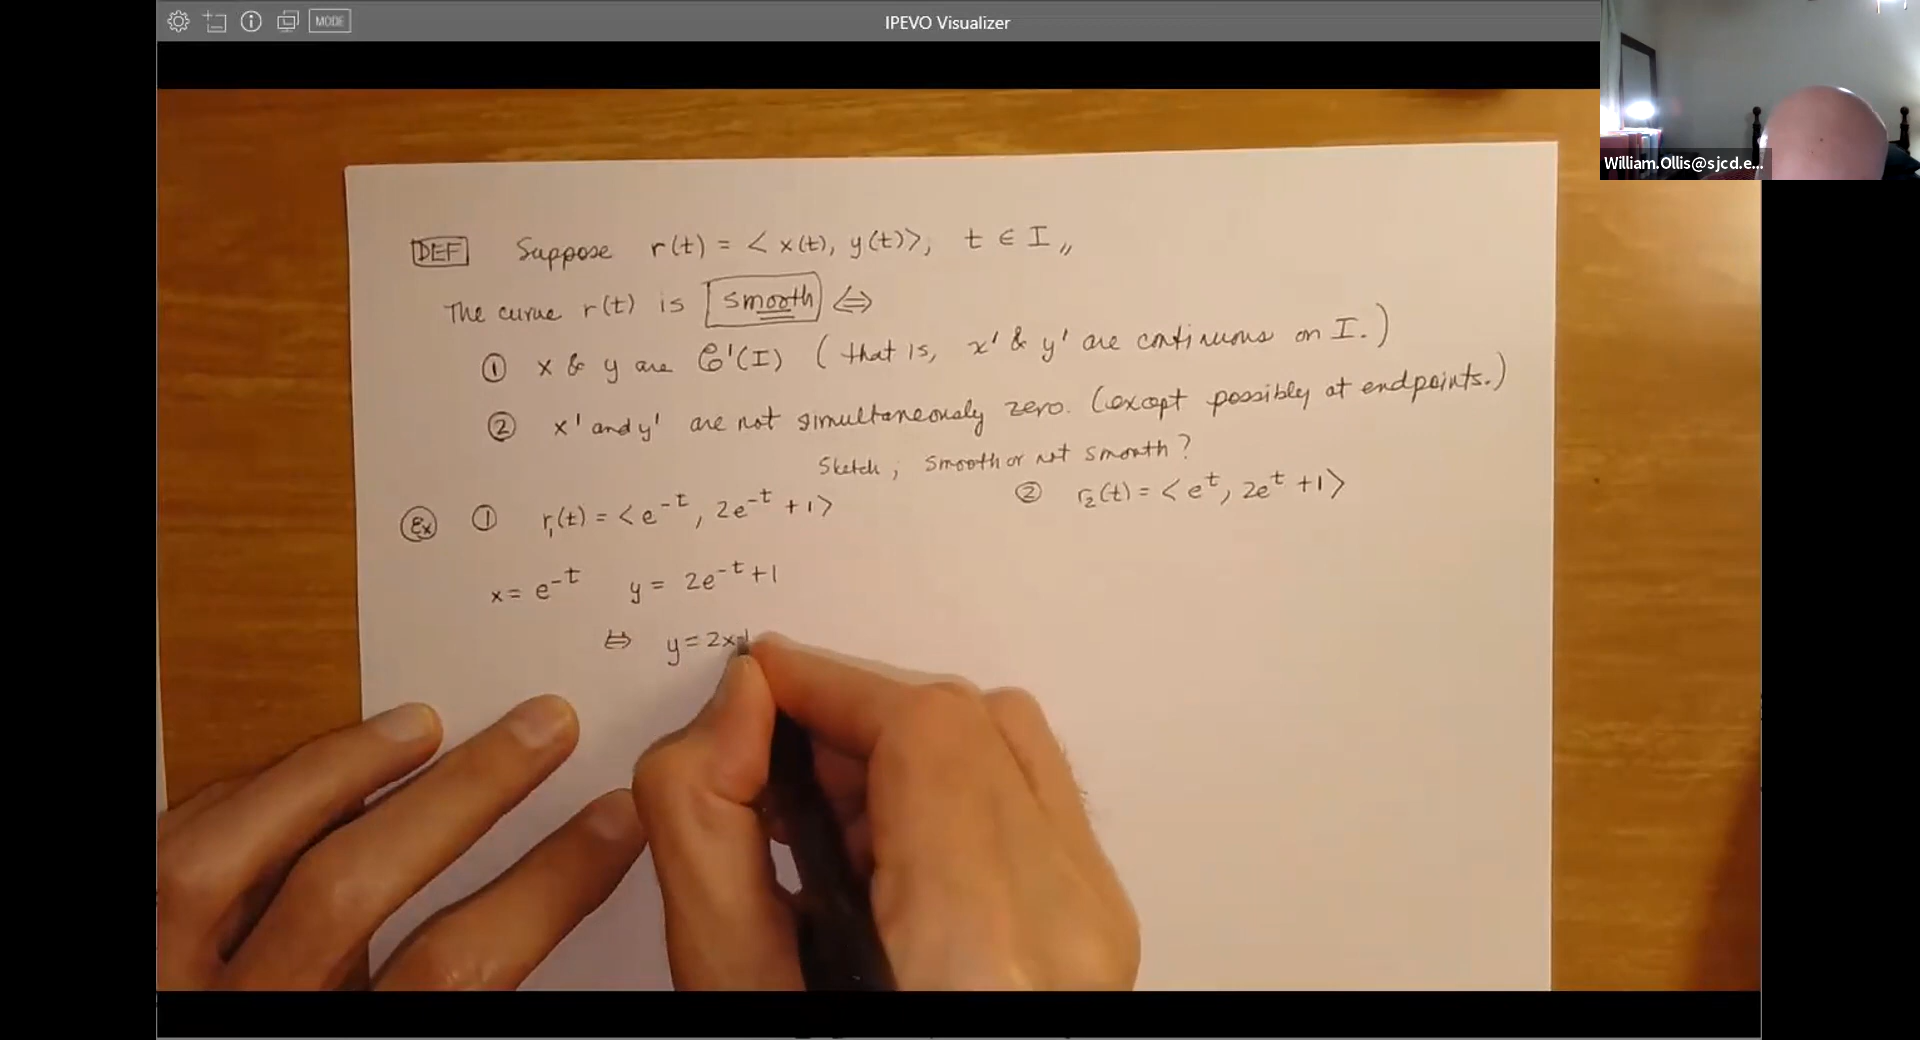 MODE
IPEVO Visualizer
William.Ollis@sjcd.e...
DEF Suppose r(t) = < x(t), y(t)>, t ∈ I,,
The curve r(t) is smooth ⇔
① x & y are C'(I) (that is, x' & y' are continuous on I.)
② x' and y' are not simultaneously zero. (except possibly at endpoints.)
Sketch, smooth or not smooth?
Ex ① r₁(t) = < e^-t, 2e^-t + 1>
② r₂(t) = < e^t, 2e^t + 1>
x = e^-t y = 2e^-t + 1
⇔ y = 2x